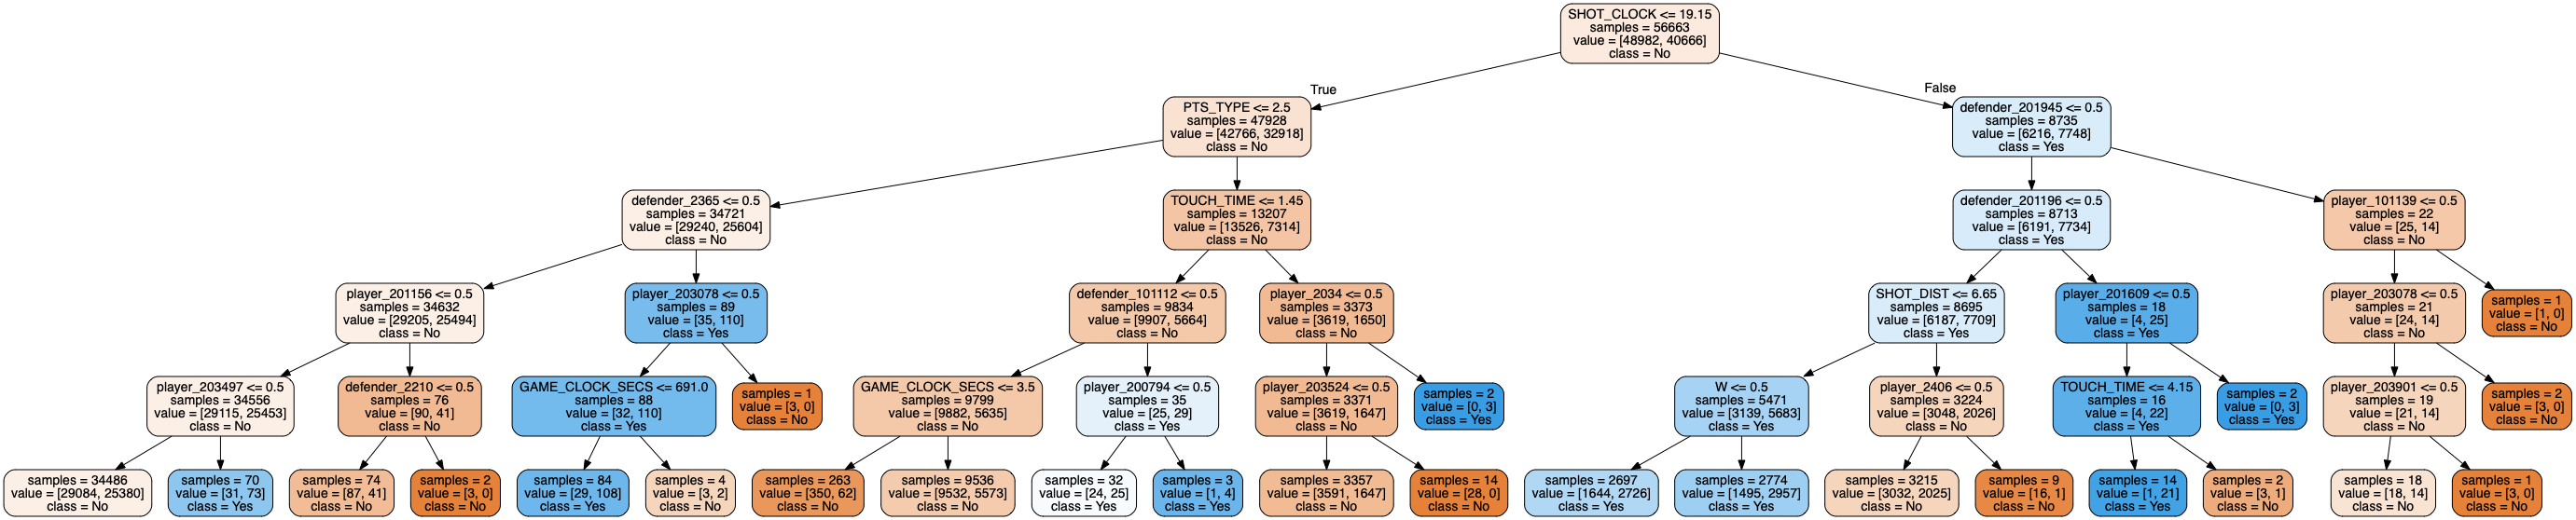 SHOT_CLOCK <= 19.15
samples = 56663
value = [48982, 40666]
class = No
True
False
PTS_TYPE <= 2.5
samples = 47928
value = [42766, 32918]
class = No
defender_201945 <= 0.5
samples = 8735
value = [6216, 7748]
class = Yes
defender_2365 <= 0.5
samples = 34721
value = [29240, 25604]
class = No
TOUCH_TIME <= 1.45
samples = 13207
value = [13526, 7314]
class = No
defender_201196 <= 0.5
samples = 8713
value = [6191, 7734]
class = Yes
player_101139 <= 0.5
samples = 22
value = [25, 14]
class = No
player_201156 <= 0.5
samples = 34632
value = [29205, 25494]
class = No
player_203078 <= 0.5
samples = 89
value = [35, 110]
class = Yes
defender_101112 <= 0.5
samples = 9834
value = [9907, 5664]
class = No
player_2034 <= 0.5
samples = 3373
value = [3619, 1650]
class = No
SHOT_DIST <= 6.65
samples = 8695
value = [6187, 7709]
class = Yes
player_201609 <= 0.5
samples = 18
value = [4, 25]
class = Yes
player_203078 <= 0.5
samples = 21
value = [24, 14]
class = No
samples = 1
value = [1, 0]
class = No
player_203497 <= 0.5
samples = 34556
value = [29115, 25453]
class = No
defender_2210 <= 0.5
samples = 76
value = [90, 41]
class = No
GAME_CLOCK_SECS <= 691.0
samples = 88
value = [32, 110]
class = Yes
samples = 1
value = [3, 0]
class = No
GAME_CLOCK_SECS <= 3.5
samples = 9799
value = [9882, 5635]
class = No
player_200794 <= 0.5
samples = 35
value = [25, 29]
class = Yes
player_203524 <= 0.5
samples = 3371
value = [3619, 1647]
class = No
samples = 2
value = [0, 3]
class = Yes
W <= 0.5
samples = 5471
value = [3139, 5683]
class = Yes
player_2406 <= 0.5
samples = 3224
value = [3048, 2026]
class = No
TOUCH_TIME <= 4.15
samples = 16
value = [4, 22]
class = Yes
samples = 2
value = [0, 3]
class = Yes
player_203901 <= 0.5
samples = 19
value = [21, 14]
class = No
samples = 2
value = [3, 0]
class = No
samples = 34486
value = [29084, 25380]
class = No
samples = 70
value = [31, 73]
class = Yes
samples = 74
value = [87, 41]
class = No
samples = 2
value = [3, 0]
class = No
samples = 84
value = [29, 108]
class = Yes
samples = 4
value = [3, 2]
class = No
samples = 263
value = [350, 62]
class = No
samples = 9536
value = [9532, 5573]
class = No
samples = 32
value = [24, 25]
class = Yes
samples = 3
value = [1, 4]
class = Yes
samples = 3357
value = [3591, 1647]
class = No
samples = 14
value = [28, 0]
class = No
samples = 2697
value = [1644, 2726]
class = Yes
samples = 2774
value = [1495, 2957]
class = Yes
samples = 3215
value = [3032, 2025]
class = No
samples = 9
value = [16, 1]
class = No
samples = 14
value = [1, 21]
class = Yes
samples = 2
value = [3, 1]
class = No
samples = 18
value = [18, 14]
class = No
samples = 1
value = [3, 0]
class = No